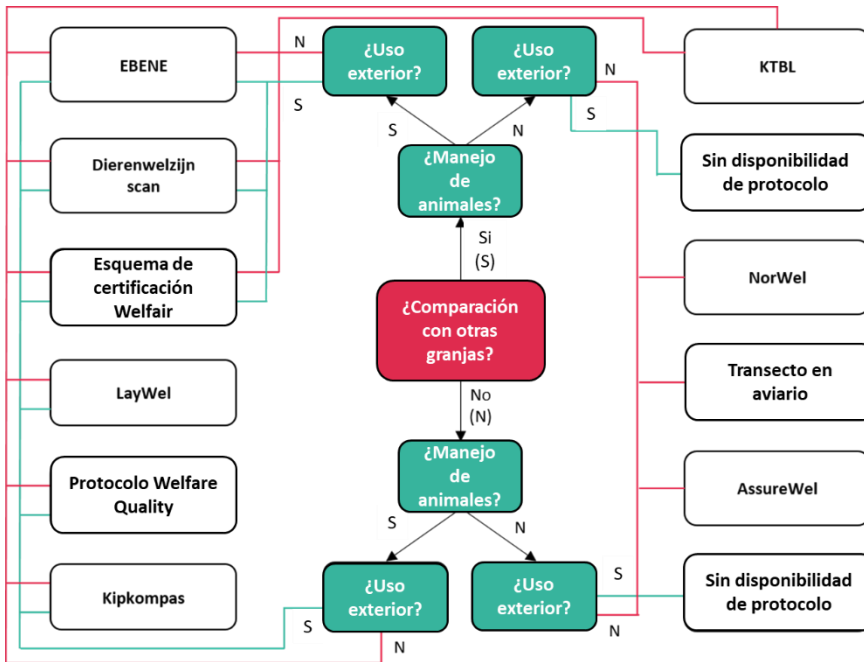 EBENE
N
S
¿Uso
exterior?
¿Uso
exterior?
N
S
KTBL
Dierenwelzijn
scan
S
N
¿Manejo
de
animales?
Sin disponibilidad
de protocolo
Esquema de
certificación
Welfair
Si
(S)
¿Comparación
con otras
granjas?
NorWel
LayWel
No
(N)
Transecto en
aviario
Protocolo Welfare
Quality
¿Manejo
de
animales?
AssureWel
S
N
Kipkompas
S
¿Uso
exterior?
N
¿Uso
exterior?
S
N
Sin disponibilidad
de protocolo